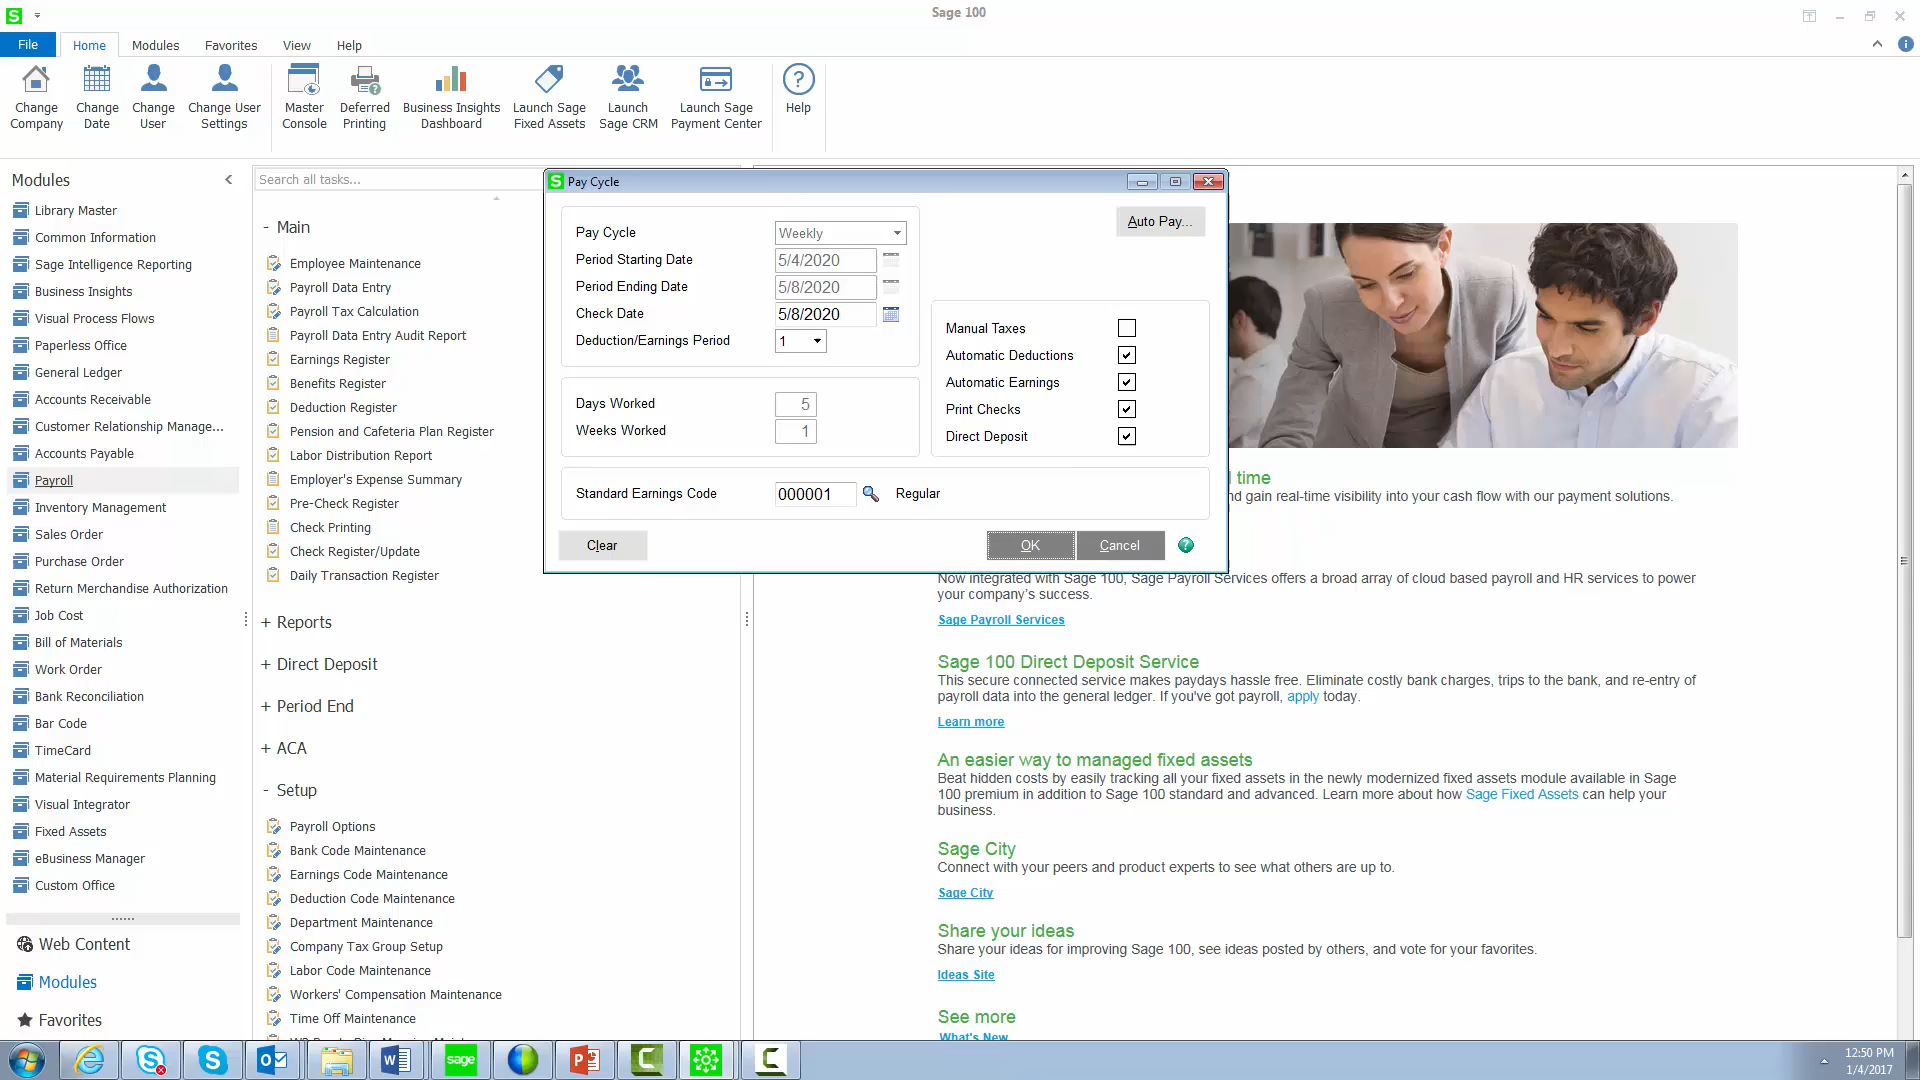 Sage 100
File
Home
Modules
Favorites
View
Help
Change Company
Change Date
Change User
Change User Settings
Master Console
Deferred Printing
Business Insights Dashboard
Launch Sage Fixed Assets
Launch Sage CRM
Launch Sage Payment Center
Help
Modules
Library Master
Common Information
Sage Intelligence Reporting
Business Insights
Visual Process Flows
Paperless Office
General Ledger
Accounts Receivable
Customer Relationship Manage...
Accounts Payable
Payroll
Inventory Management
Sales Order
Purchase Order
Return Merchandise Authorization
Job Cost
Bill of Materials
Work Order
Bank Reconciliation
Bar Code
TimeCard
Material Requirements Planning
Visual Integrator
Fixed Assets
eBusiness Manager
Custom Office
Web Content
Modules
Favorites
Search all tasks...
- Main
Employee Maintenance
Payroll Data Entry
Payroll Tax Calculation
Payroll Data Entry Audit Report
Earnings Register
Benefits Register
Deduction Register
Pension and Cafeteria Plan Register
Labor Distribution Report
Employer's Expense Summary
Pre-Check Register
Check Printing
Check Register/Update
Daily Transaction Register
+ Reports
+ Direct Deposit
+ Period End
+ ACA
- Setup
Payroll Options
Bank Code Maintenance
Earnings Code Maintenance
Deduction Code Maintenance
Department Maintenance
Company Tax Group Setup
Labor Code Maintenance
Workers' Compensation Maintenance
Time Off Maintenance
S Pay Cycle
Pay Cycle Weekly
Period Starting Date 5/4/2020
Period Ending Date 5/8/2020
Check Date 5/8/2020
Deduction/Earnings Period 1
Days Worked 5
Weeks Worked 1
Auto Pay...
Manual Taxes
Automatic Deductions
Automatic Earnings
Print Checks
Direct Deposit
Standard Earnings Code 000001 Regular
Clear
OK
Cancel
time
nd gain real-time visibility into your cash flow with our payment solutions.
Now integrated with Sage 100, Sage Payroll Services offers a broad array of cloud based payroll and HR services to power
your company's success.
Sage Payroll Services
Sage 100 Direct Deposit Service
This secure connected service makes paydays hassle free. Eliminate costly bank charges, trips to the bank, and re-entry of
payroll data into the general ledger. If you've got payroll, apply today.
Learn more
An easier way to managed fixed assets
Beat hidden costs by easily tracking all your fixed assets in the newly modernized fixed assets module available in Sage
100 premium in addition to Sage 100 standard and advanced. Learn more about how Sage Fixed Assets can help your
business.
Sage City
Connect with your peers and product experts to see what others are up to.
Sage City
Share your ideas
Share your ideas for improving Sage 100, see ideas posted by others, and vote for your favorites.
Ideas Site
See more
What's New
sage
12:50 PM
1/4/2017